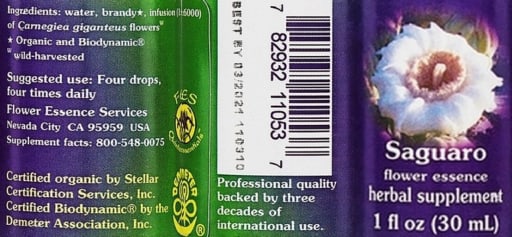 Ingredients: water, brandy★, infusion (1:6000)
of Carnegiea giganteus flowersʷ
★ Organic and Biodynamic®
ʷ wild-harvested
Suggested use: Four drops,
four times daily
Flower Essence Services
Nevada City CA 95959 USA
Supplement facts: 800-548-0075
Certified organic by Stellar
Certification Services, Inc.
Certified Biodynamic® by the
Demeter Association, Inc.
FES
Quintessentials™
DEMETER
®
BEST BY 03/2024 110310
7 82932 11053 7
Professional quality
backed by three
decades of
international use.
Saguaro
flower essence
herbal supplement
1 fl oz (30 mL)